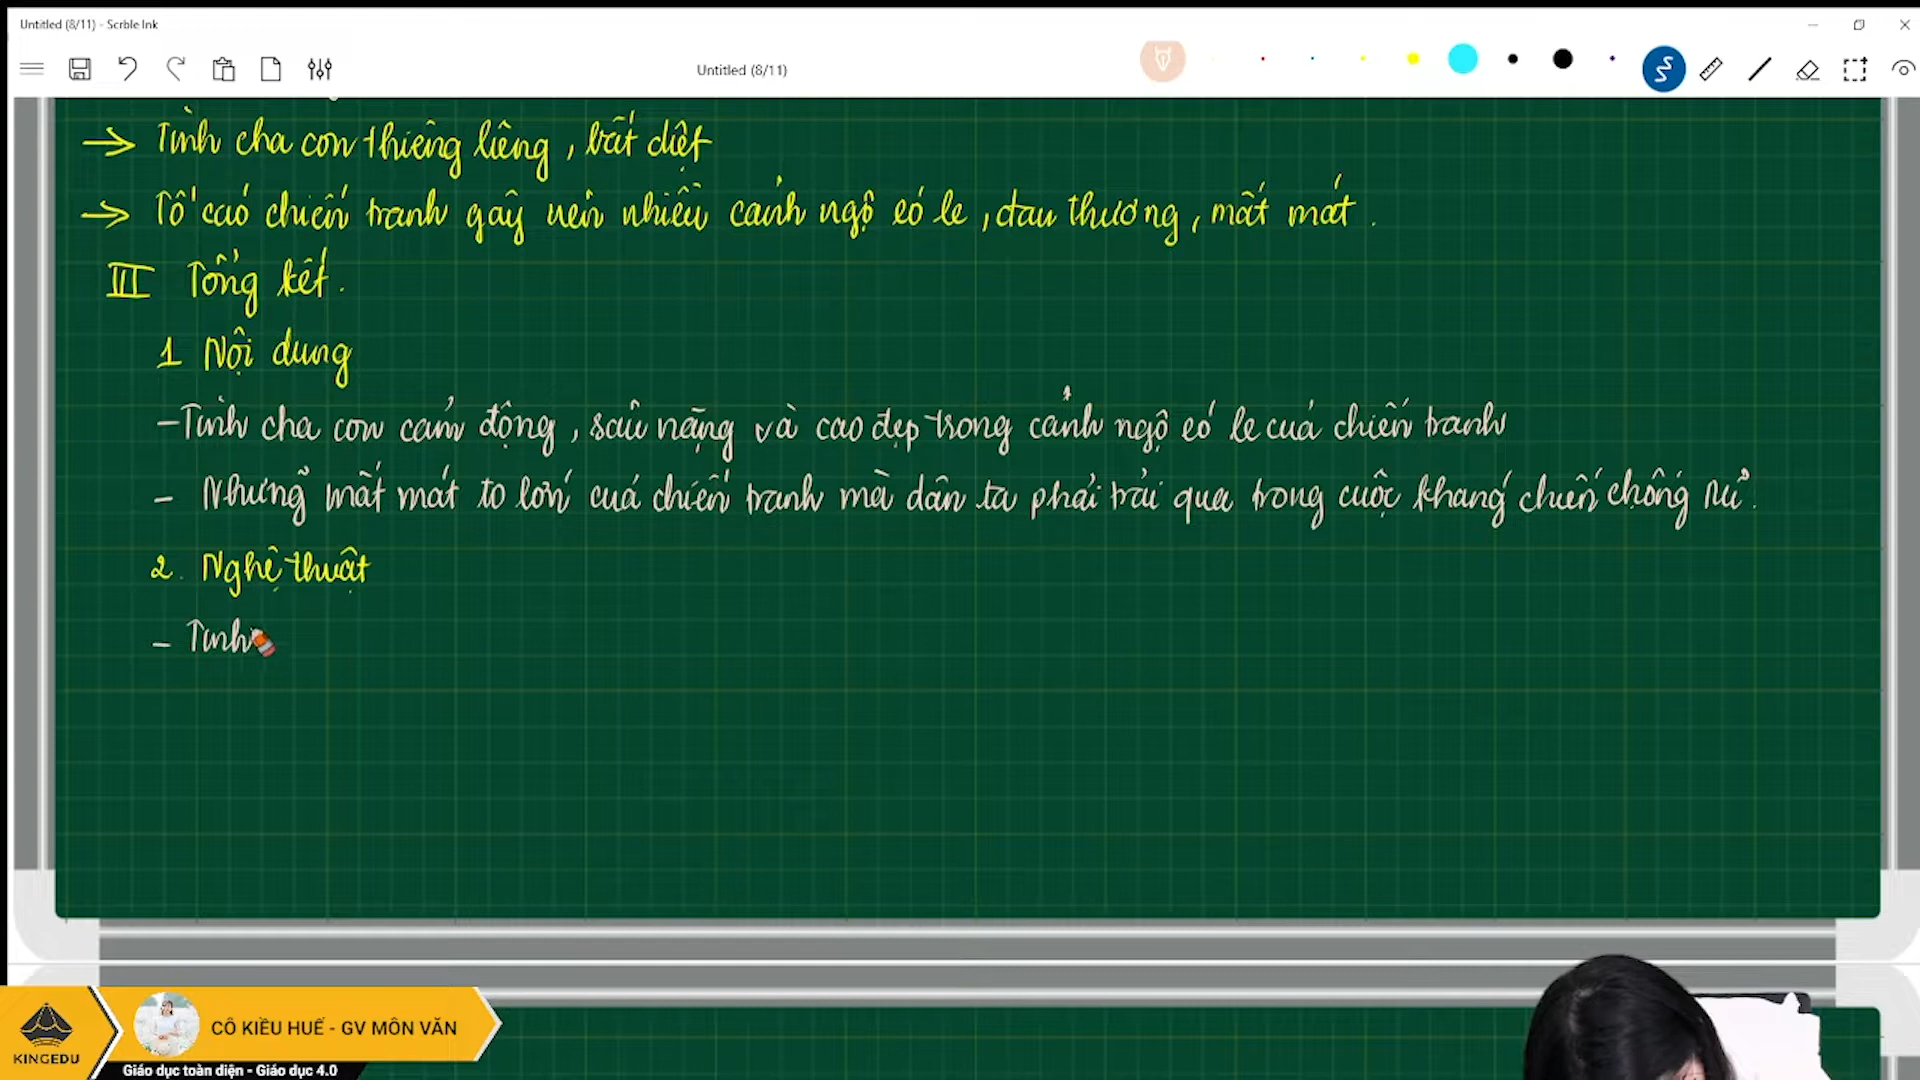 Untitled (8/11) - Scrble Ink
Untitled (8/11)
→ Tình cha con thiêng liêng, bất diệt
→ Tố cáo chiến tranh gây nên nhiều cảnh ngộ éo le, đau thương, mất mát.
III Tổng kết.
1 Nội dung
- Tình cha con cảm động, sâu nặng và cao đẹp trong cảnh ngộ éo le của chiến tranh
- Những mất mát to lớn của chiến tranh mà dân ta phải trải qua trong cuộc kháng chiến chống Mĩ.
2. Nghệ thuật
- Tình
KINGEDU
CÔ KIỀU HUẾ - GV MÔN VĂN
Giáo dục toàn diện - Giáo dục 4.0